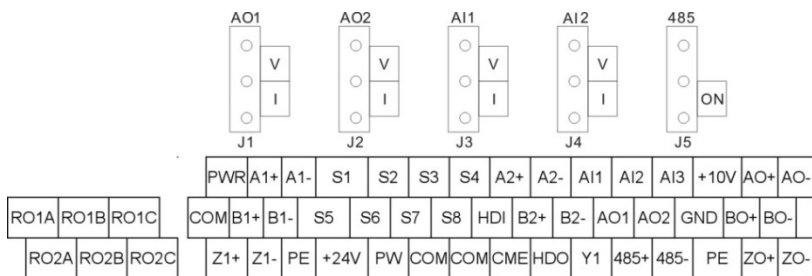 AO1 AO2 AI1 AI2 485
V V V V
I I I I ON
J1 J2 J3 J4 J5
PWR A1+ A1- S1 S2 S3 S4 A2+ A2- AI1 AI2 AI3 +10V AO+ AO-
RO1A RO1B RO1C COM B1+ B1- S5 S6 S7 S8 HDI B2+ B2- AO1 AO2 GND BO+ BO-
RO2A RO2B RO2C Z1+ Z1- PE +24V PW COM COM CME HDO Y1 485+ 485- PE ZO+ ZO-